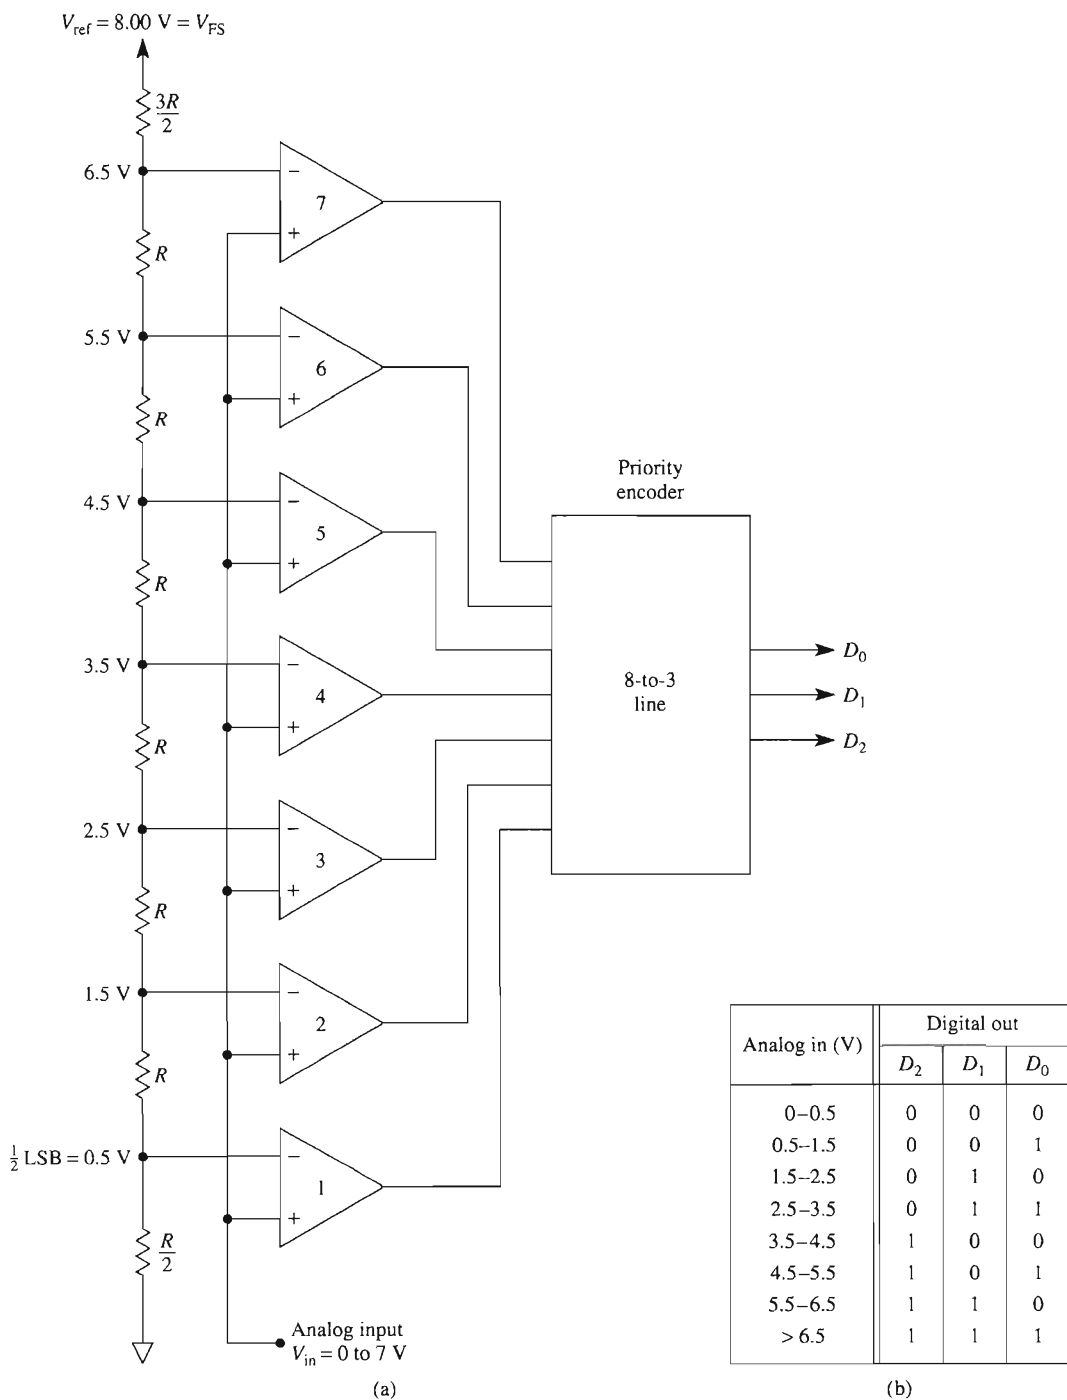 V_ref = 8.00 V = V_FS
3R/2
6.5 V
−
7
+
R
5.5 V
−
6
+
R
4.5 V
−
5
+
R
3.5 V
−
4
+
R
2.5 V
−
3
+
R
1.5 V
−
2
+
R
1/2 LSB = 0.5 V
−
1
+
R/2
Analog input
V_in = 0 to 7 V
(a)
Priority
encoder
8-to-3
line
D_0
D_1
D_2
Analog in (V) Digital out
D_2 D_1 D_0
0–0.5 0 0 0
0.5–1.5 0 0 1
1.5–2.5 0 1 0
2.5–3.5 0 1 1
3.5–4.5 1 0 0
4.5–5.5 1 0 1
5.5–6.5 1 1 0
> 6.5 1 1 1
(b)